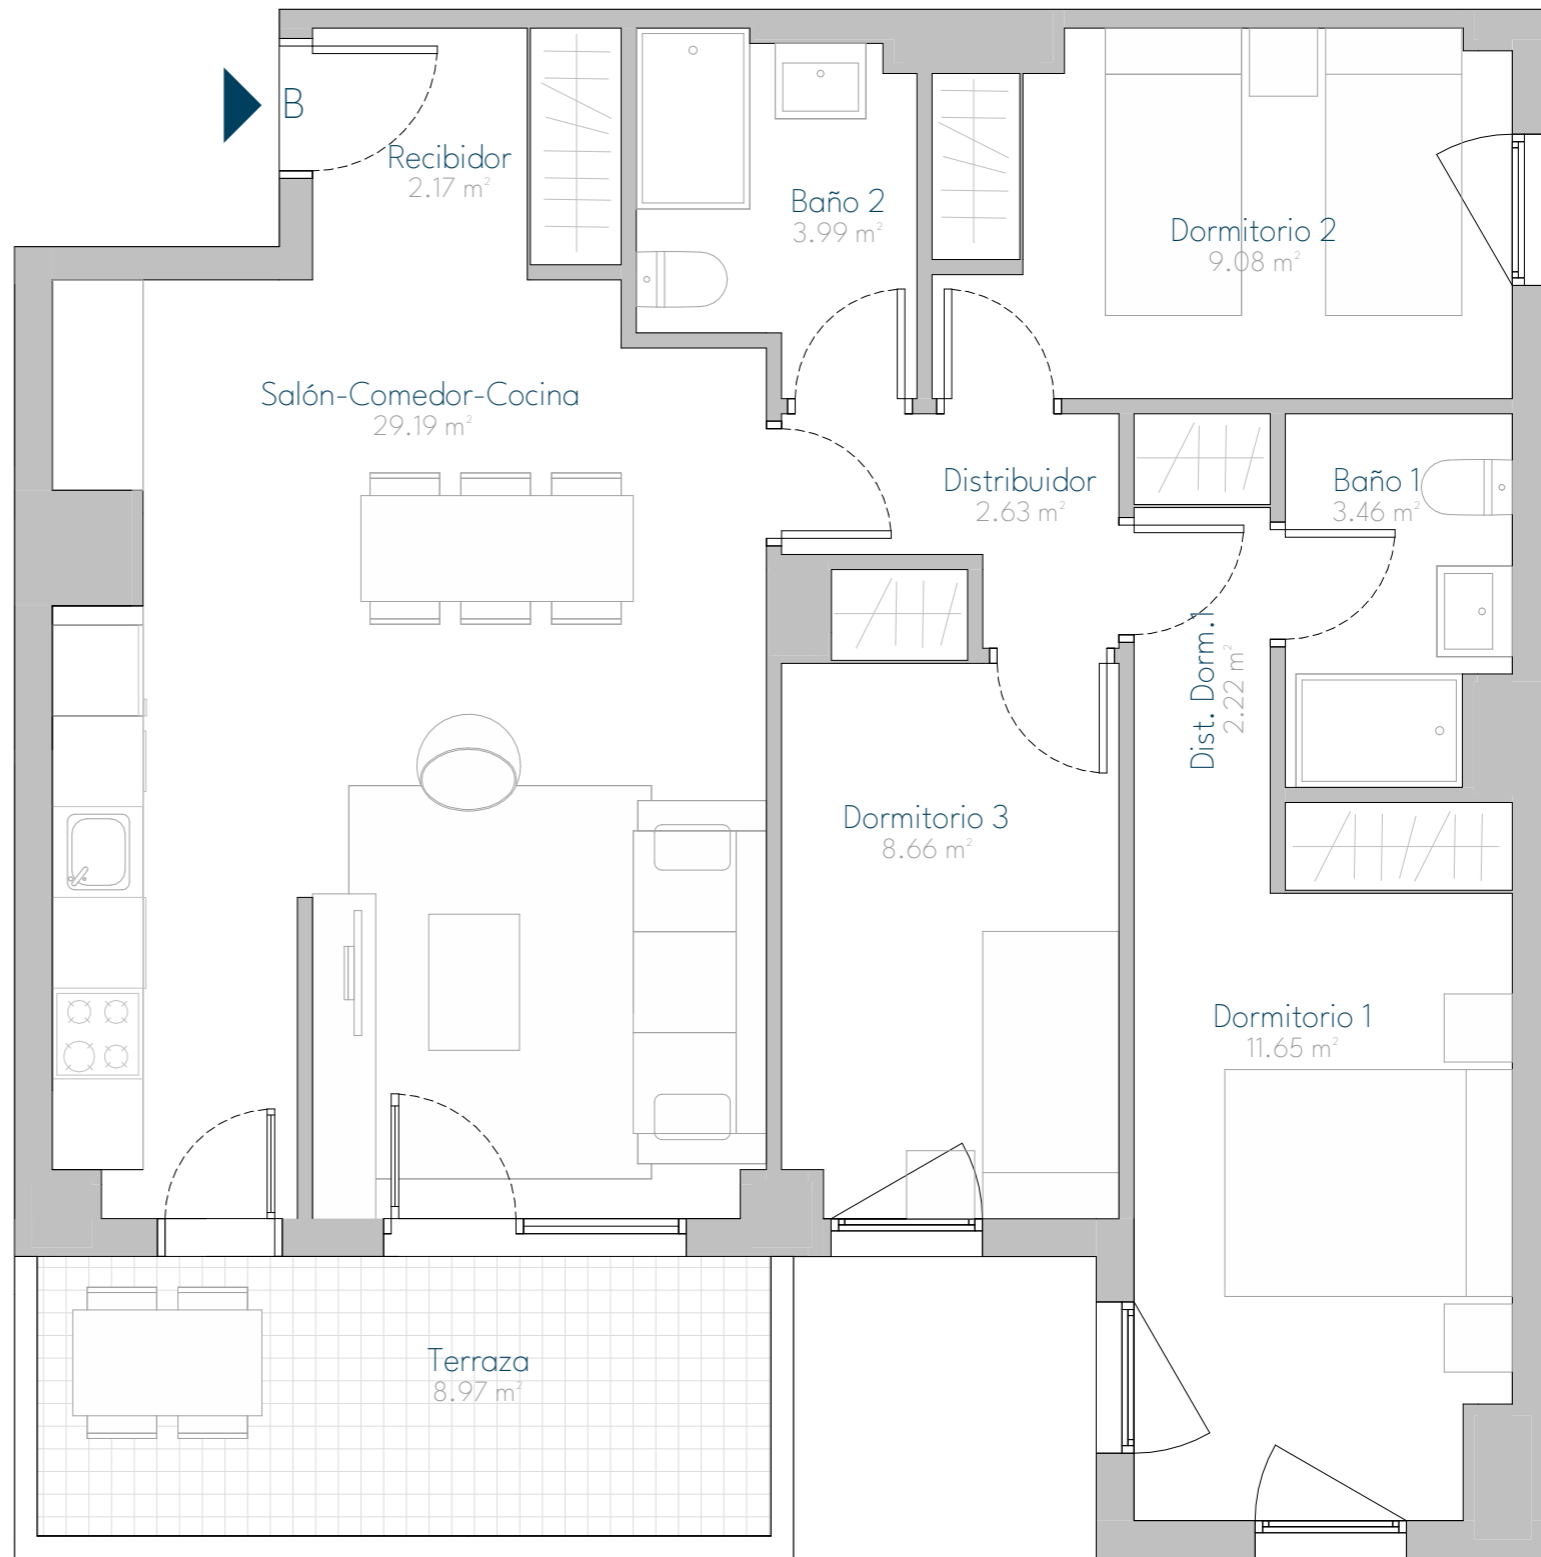 B
Recibidor
2.17 m²
Baño 2
3.99 m²
Dormitorio 2
9.08 m²
Salón-Comedor-Cocina
29.19 m²
Distribuidor
2.63 m²
Baño 1
3.46 m²
Dist. Dorm.1
2.22 m²
Dormitorio 3
8.66 m²
Dormitorio 1
11.65 m²
Terraza
8.97 m²